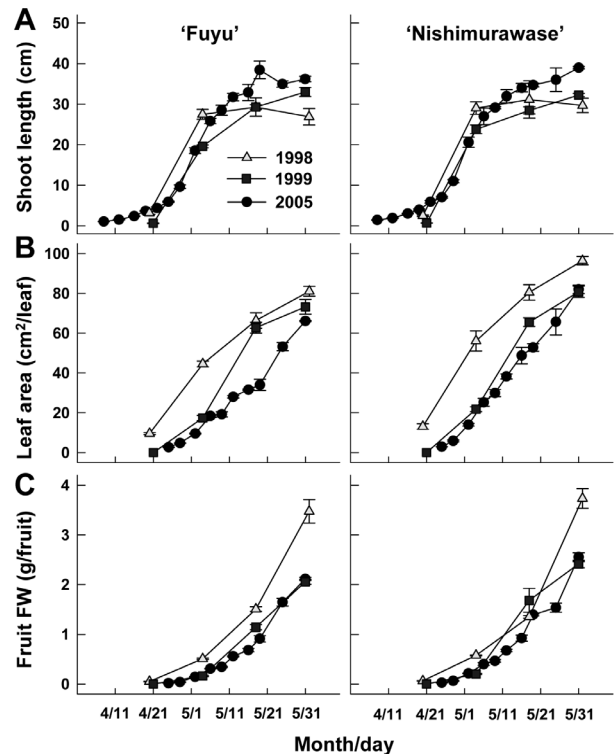 A
'Fuyu'
'Nishimurawase'
Shoot length (cm)
50
40
30
20
10
0
1998
1999
2005
B
Leaf area (cm²/leaf)
100
80
60
40
20
0
C
Fruit FW (g/fruit)
4
3
2
1
0
4/11 4/21 5/1 5/11 5/21 5/31 4/11 4/21 5/1 5/11 5/21 5/31
Month/day